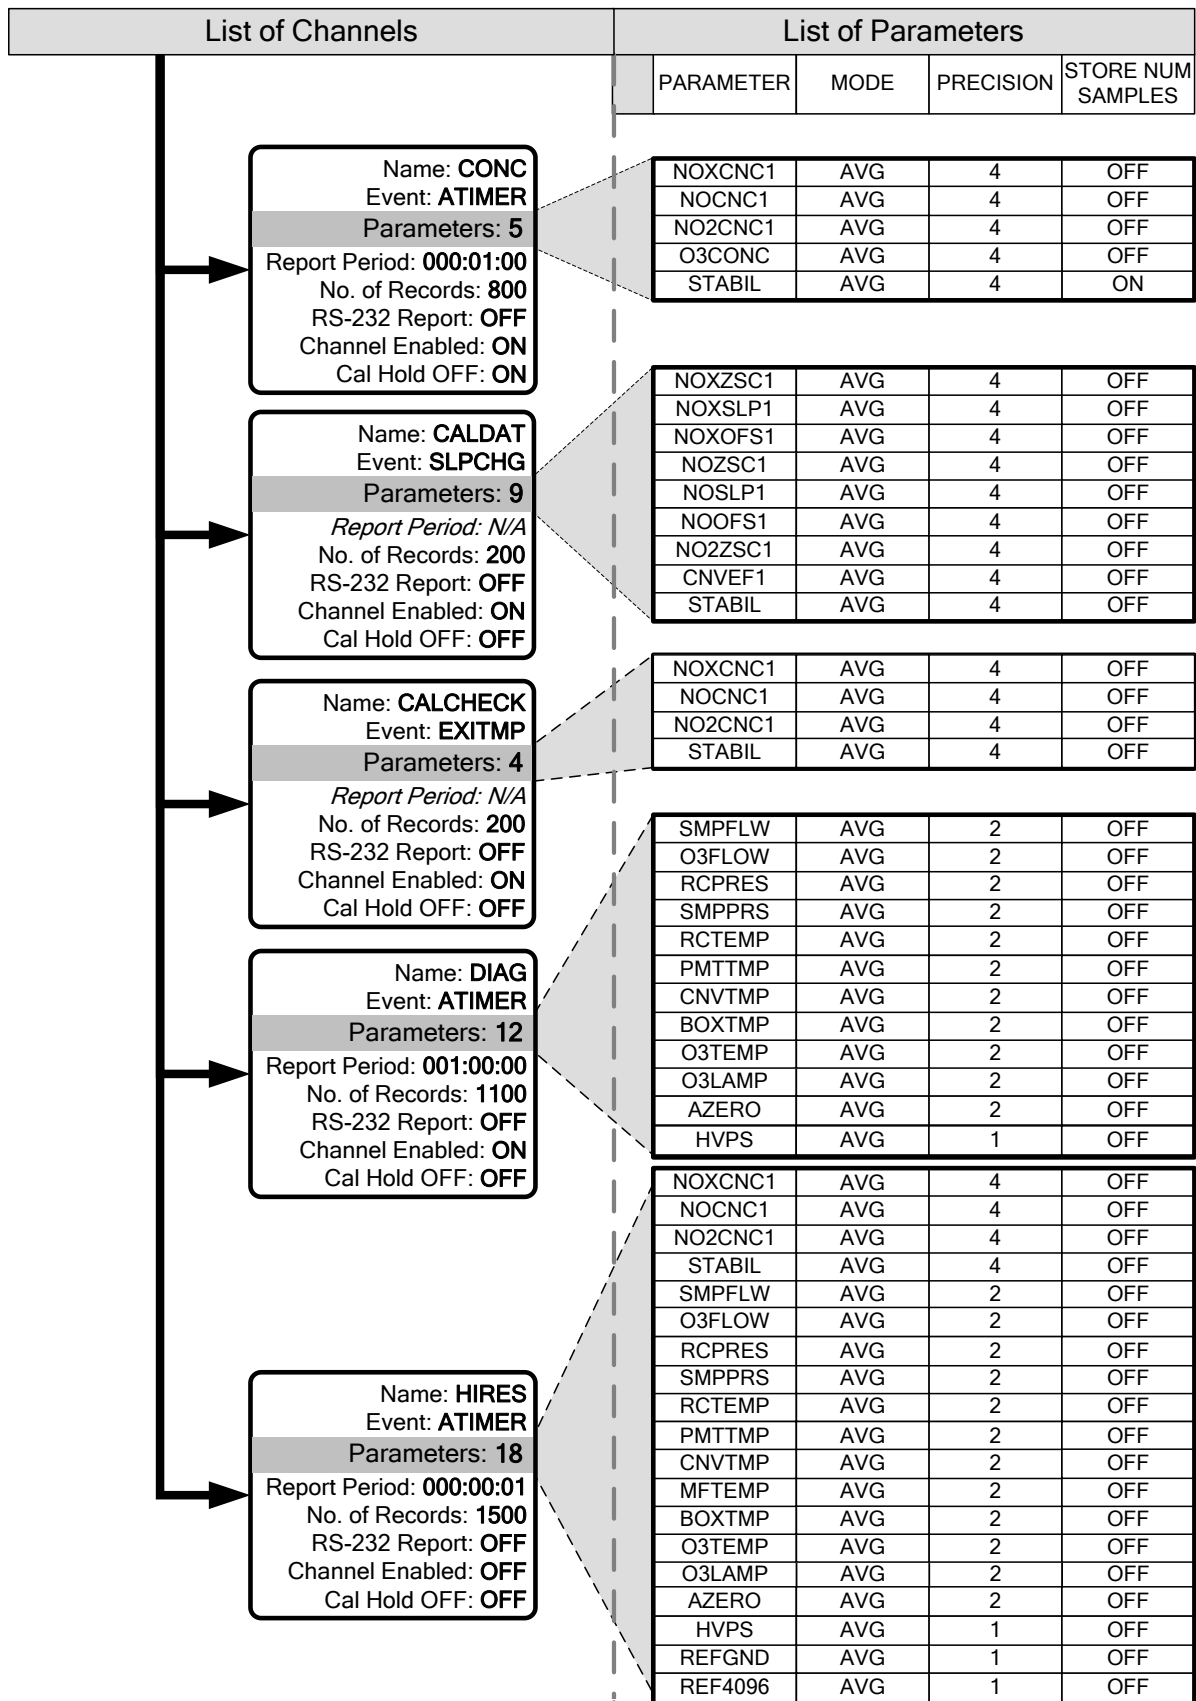 List of Channels
List of Parameters
PARAMETER MODE PRECISION STORE NUM SAMPLES
Name: CONC
Event: ATIMER
Parameters: 5
Report Period: 000:01:00
No. of Records: 800
RS-232 Report: OFF
Channel Enabled: ON
Cal Hold OFF: ON
NOXCNC1 AVG 4 OFF
NOCNC1 AVG 4 OFF
NO2CNC1 AVG 4 OFF
O3CONC AVG 4 OFF
STABIL AVG 4 ON
Name: CALDAT
Event: SLPCHG
Parameters: 9
Report Period: N/A
No. of Records: 200
RS-232 Report: OFF
Channel Enabled: ON
Cal Hold OFF: OFF
NOXZSC1 AVG 4 OFF
NOXSLP1 AVG 4 OFF
NOXOFS1 AVG 4 OFF
NOZSC1 AVG 4 OFF
NOSLP1 AVG 4 OFF
NOOFS1 AVG 4 OFF
NO2ZSC1 AVG 4 OFF
CNVEF1 AVG 4 OFF
STABIL AVG 4 OFF
Name: CALCHECK
Event: EXITMP
Parameters: 4
Report Period: N/A
No. of Records: 200
RS-232 Report: OFF
Channel Enabled: ON
Cal Hold OFF: OFF
NOXCNC1 AVG 4 OFF
NOCNC1 AVG 4 OFF
NO2CNC1 AVG 4 OFF
STABIL AVG 4 OFF
Name: DIAG
Event: ATIMER
Parameters: 12
Report Period: 001:00:00
No. of Records: 1100
RS-232 Report: OFF
Channel Enabled: ON
Cal Hold OFF: OFF
SMPFLW AVG 2 OFF
O3FLOW AVG 2 OFF
RCPRES AVG 2 OFF
SMPPRS AVG 2 OFF
RCTEMP AVG 2 OFF
PMTTMP AVG 2 OFF
CNVTMP AVG 2 OFF
BOXTMP AVG 2 OFF
O3TEMP AVG 2 OFF
O3LAMP AVG 2 OFF
AZERO AVG 2 OFF
HVPS AVG 1 OFF
Name: HIRES
Event: ATIMER
Parameters: 18
Report Period: 000:00:01
No. of Records: 1500
RS-232 Report: OFF
Channel Enabled: OFF
Cal Hold OFF: OFF
NOXCNC1 AVG 4 OFF
NOCNC1 AVG 4 OFF
NO2CNC1 AVG 4 OFF
STABIL AVG 4 OFF
SMPFLW AVG 2 OFF
O3FLOW AVG 2 OFF
RCPRES AVG 2 OFF
SMPPRS AVG 2 OFF
RCTEMP AVG 2 OFF
PMTTMP AVG 2 OFF
CNVTMP AVG 2 OFF
MFTEMP AVG 2 OFF
BOXTMP AVG 2 OFF
O3TEMP AVG 2 OFF
O3LAMP AVG 2 OFF
AZERO AVG 2 OFF
HVPS AVG 1 OFF
REFGND AVG 1 OFF
REF4096 AVG 1 OFF